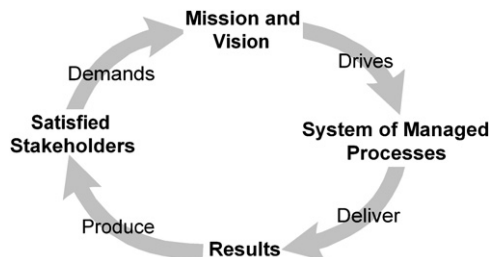 Mission and
Vision
Demands
Drives
Satisfied
Stakeholders
System of Managed
Processes
Produce
Deliver
Results